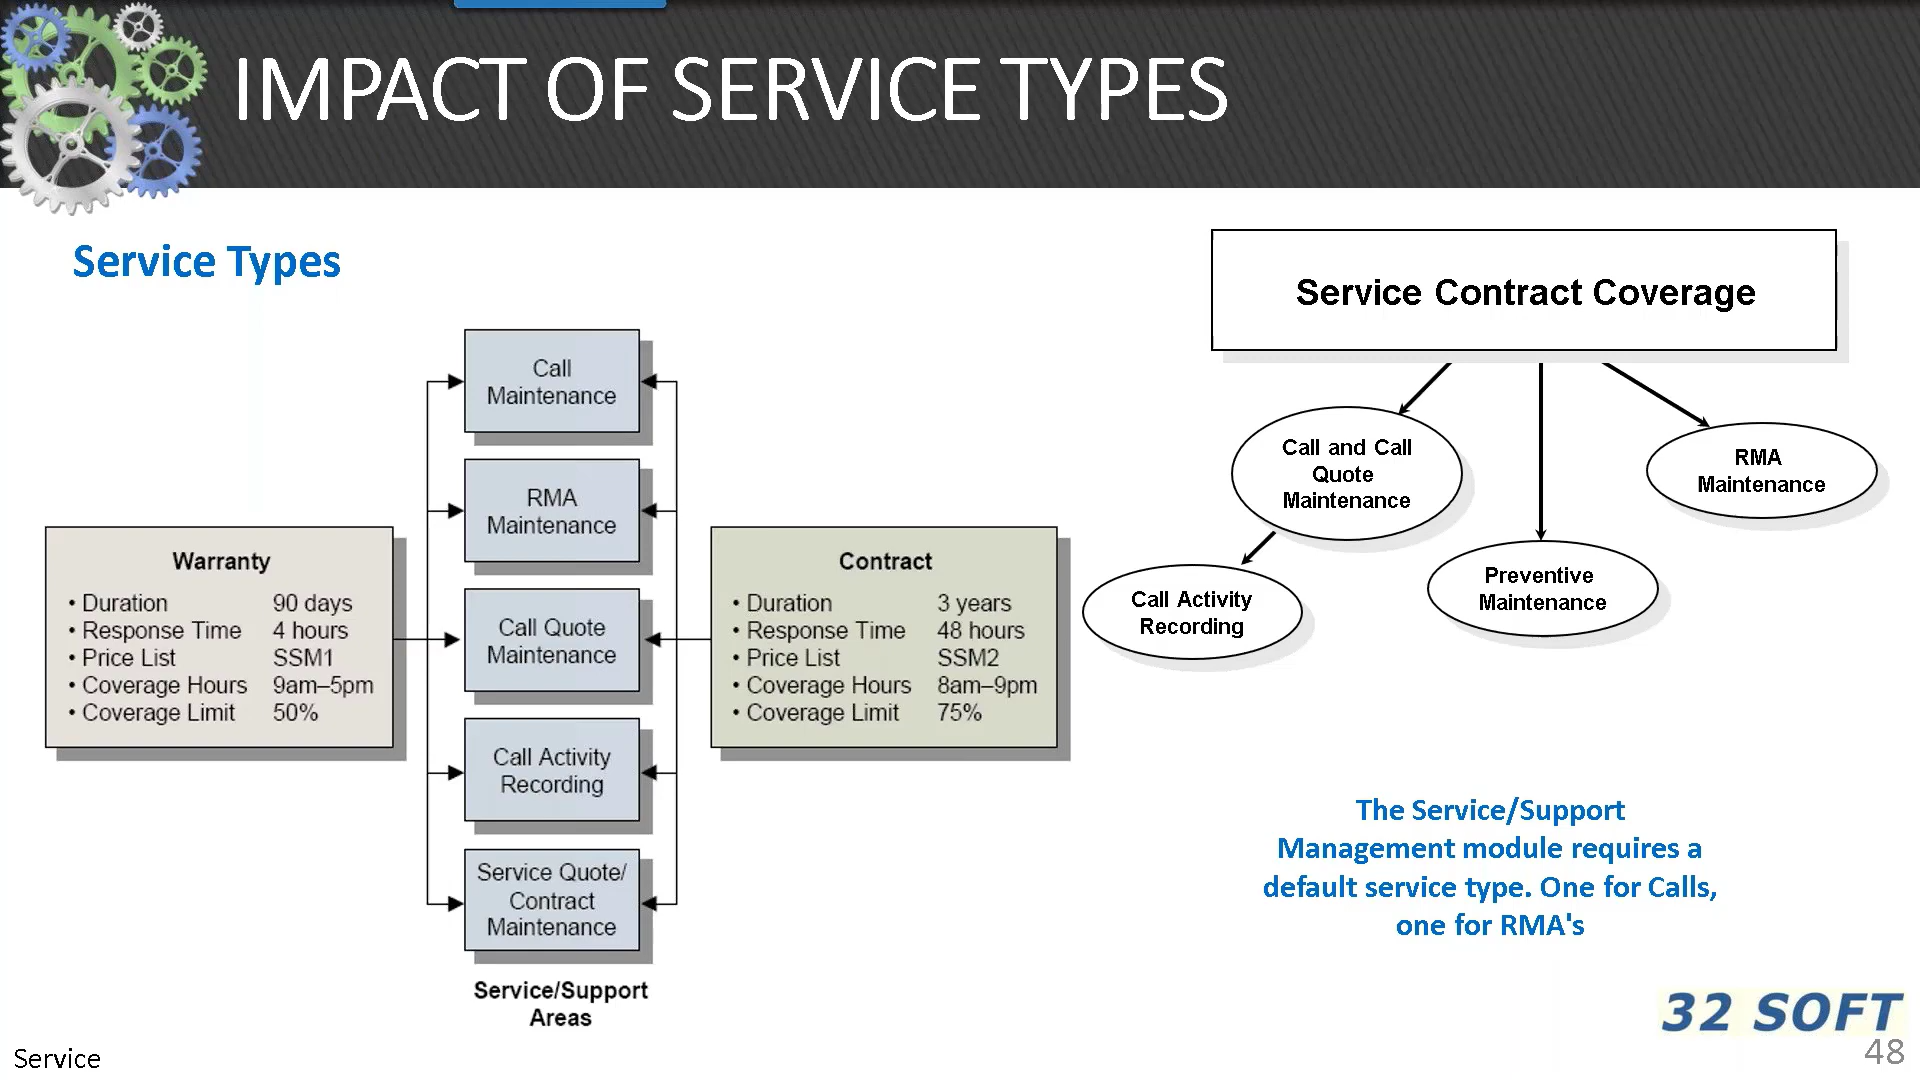 IMPACT OF SERVICE TYPES
Service Types
Call
Maintenance
RMA
Maintenance
Call Quote
Maintenance
Call Activity
Recording
Service Quote/
Contract
Maintenance
Service/Support
Areas
Warranty
• Duration 90 days
• Response Time 4 hours
• Price List SSM1
• Coverage Hours 9am–5pm
• Coverage Limit 50%
Contract
• Duration 3 years
• Response Time 48 hours
• Price List SSM2
• Coverage Hours 8am–9pm
• Coverage Limit 75%
Service Contract Coverage
Call and Call
Quote
Maintenance
RMA
Maintenance
Preventive
Maintenance
Call Activity
Recording
The Service/Support
Management module requires a
default service type. One for Calls,
one for RMA's
32 SOFT
48
Service